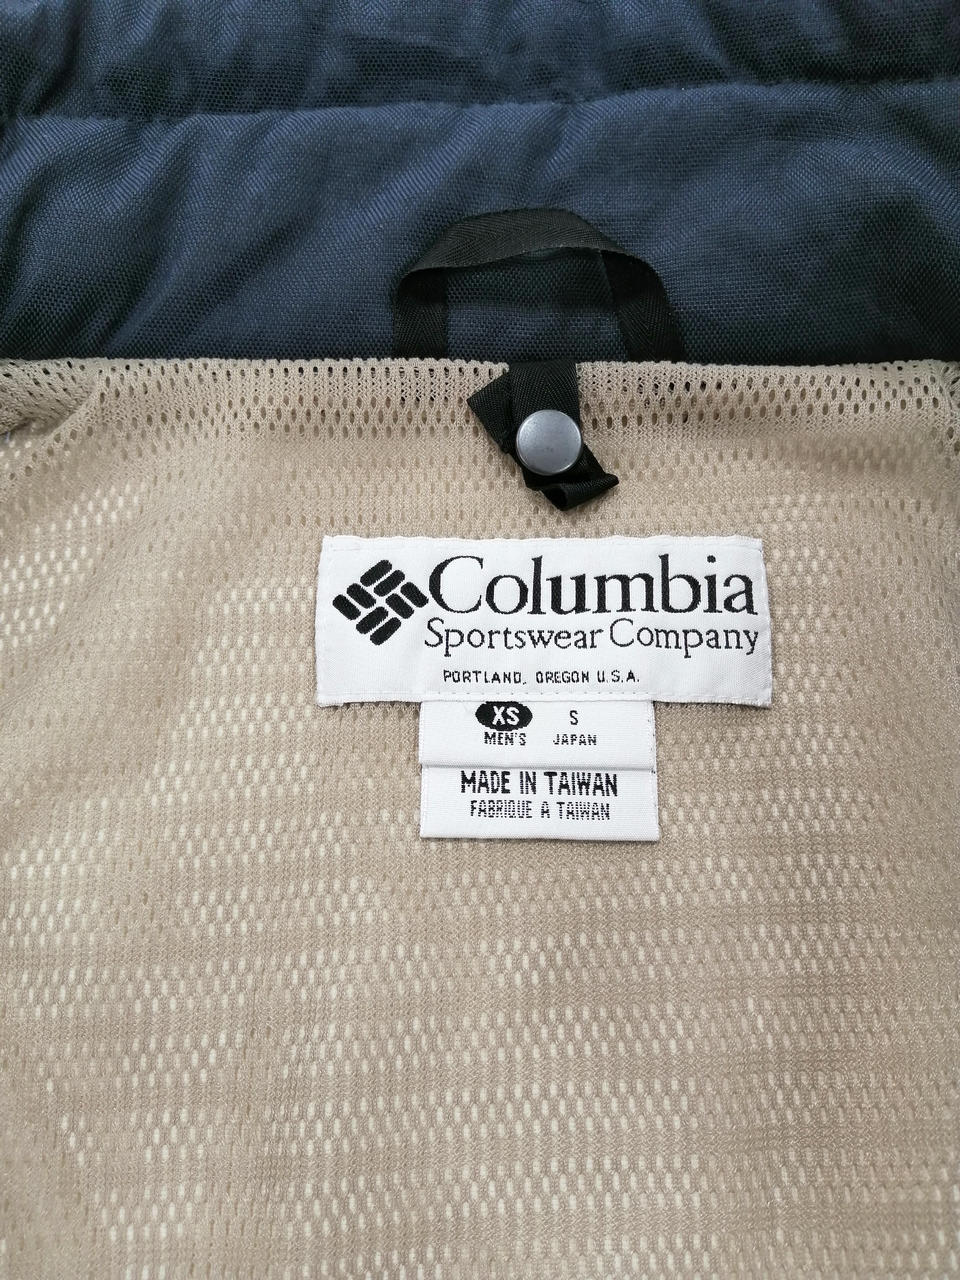 Columbia
Sportswear Company
PORTLAND, OREGON U.S.A.
XS S
MEN'S JAPAN
MADE IN TAIWAN
FABRIQUE A TAIWAN